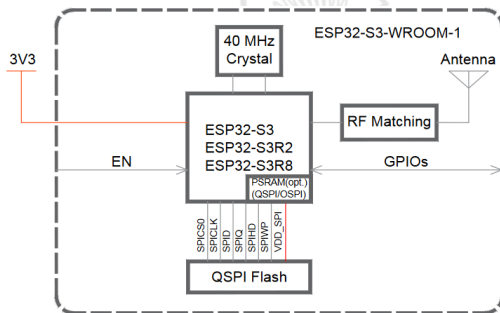 ESP32-S3-WROOM-1
40 MHz
Crystal
3V3
Antenna
ESP32-S3
ESP32-S3R2
ESP32-S3R8
RF Matching
EN
GPIOs
PSRAM(opt.)
(QSPI/OSPI)
SPICS0
SPICLK
SPID
SPIQ
SPIHD
SPIWP
VDD_SPI
QSPI Flash